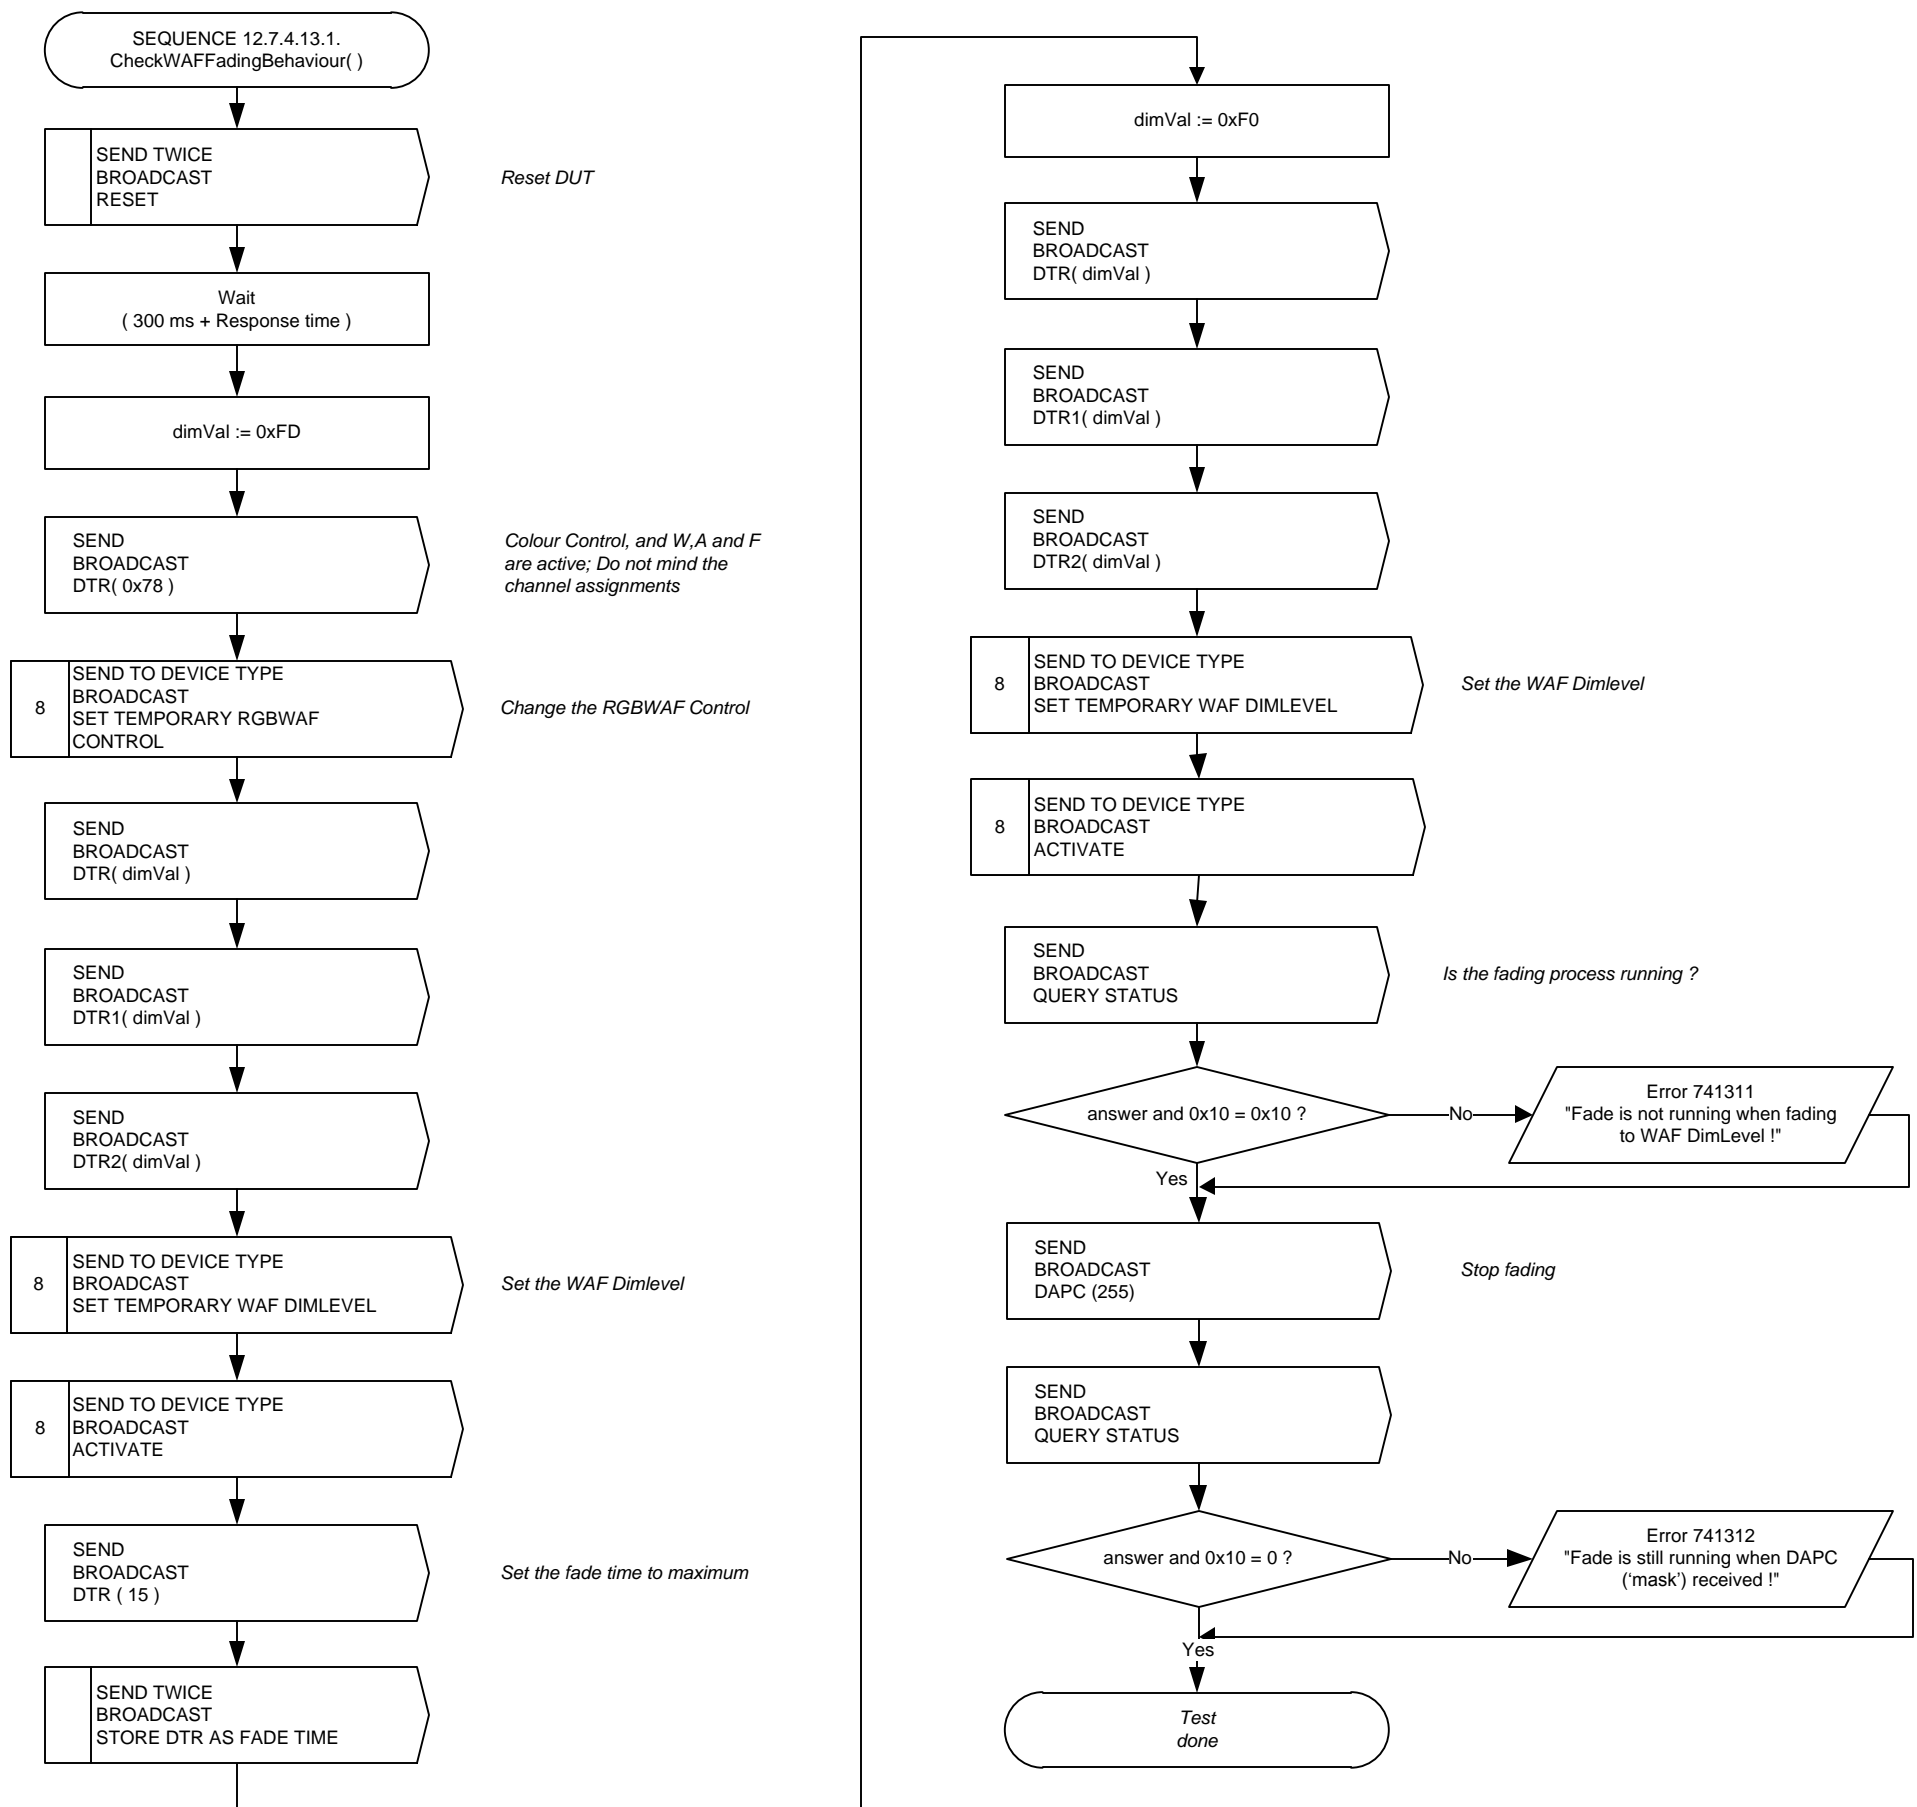 SEQUENCE 12.7.4.13.1.
CheckWAFFadingBehaviour( )
SEND TWICE
BROADCAST
RESET
Reset DUT
Wait
( 300 ms + Response time )
dimVal := 0xFD
SEND
BROADCAST
DTR( 0x78 )
Colour Control, and W,A and F
are active; Do not mind the
channel assignments
8
SEND TO DEVICE TYPE
BROADCAST
SET TEMPORARY RGBWAF
CONTROL
Change the RGBWAF Control
SEND
BROADCAST
DTR( dimVal )
SEND
BROADCAST
DTR1( dimVal )
SEND
BROADCAST
DTR2( dimVal )
8
SEND TO DEVICE TYPE
BROADCAST
SET TEMPORARY WAF DIMLEVEL
Set the WAF Dimlevel
8
SEND TO DEVICE TYPE
BROADCAST
ACTIVATE
SEND
BROADCAST
DTR ( 15 )
Set the fade time to maximum
SEND TWICE
BROADCAST
STORE DTR AS FADE TIME
dimVal := 0xF0
SEND
BROADCAST
DTR( dimVal )
SEND
BROADCAST
DTR1( dimVal )
SEND
BROADCAST
DTR2( dimVal )
8
SEND TO DEVICE TYPE
BROADCAST
SET TEMPORARY WAF DIMLEVEL
Set the WAF Dimlevel
8
SEND TO DEVICE TYPE
BROADCAST
ACTIVATE
SEND
BROADCAST
QUERY STATUS
Is the fading process running ?
answer and 0x10 = 0x10 ?
No
Error 741311
"Fade is not running when fading
to WAF DimLevel !"
Yes
SEND
BROADCAST
DAPC (255)
Stop fading
SEND
BROADCAST
QUERY STATUS
answer and 0x10 = 0 ?
No
Error 741312
"Fade is still running when DAPC
(‘mask’) received !"
Yes
Test
done